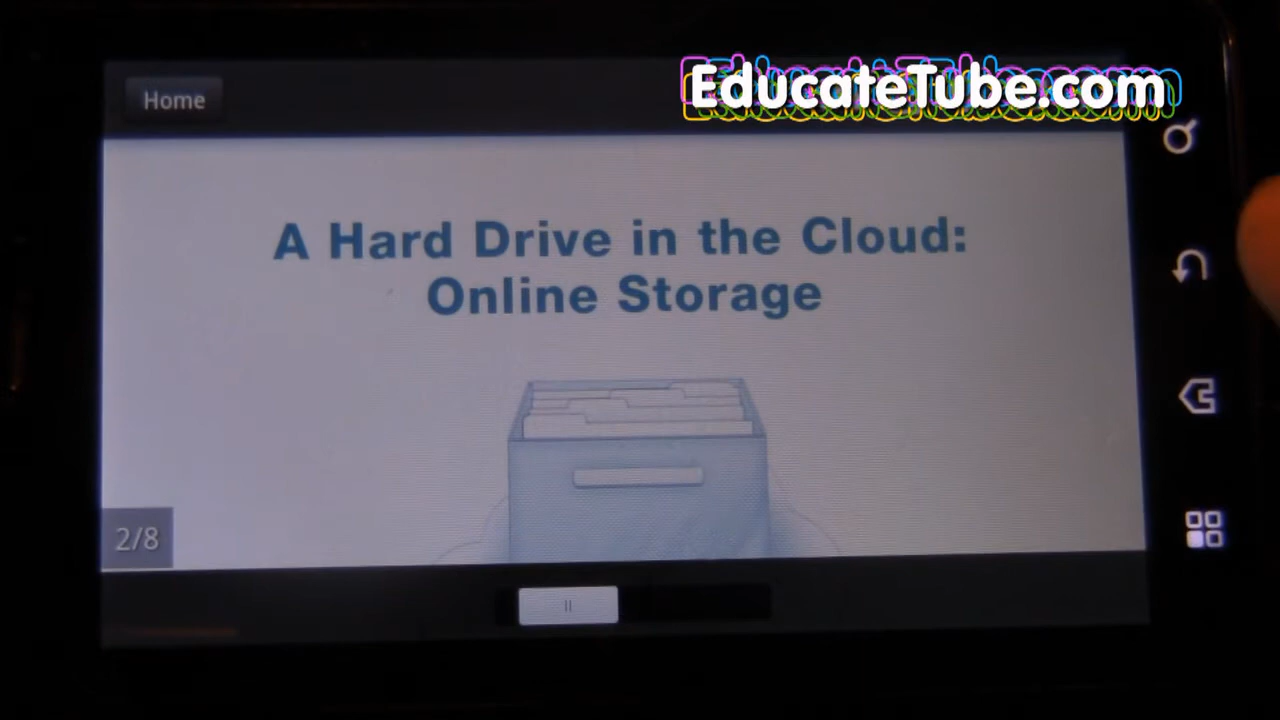 EducateTube.com
Home
A Hard Drive in the Cloud:
Online Storage
2/8